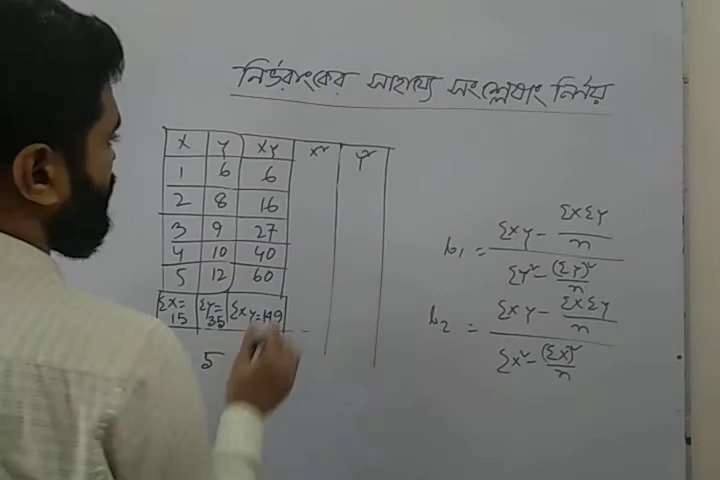 নির্ভরাংকের সাহায্যে সংশ্লেষাংক নির্ণয়
X Y XY X² Y²
1 6 6
2 8 16
3 9 27
4 10 40
5 12 60
ΣX=15 ΣY=35 ΣXY=149
5
b₁ = (ΣXY - ΣXΣY/n) / (ΣY² - (ΣY)²/n)
b₂ = (ΣXY - ΣXΣY/n) / (ΣX² - (ΣX)²/n)